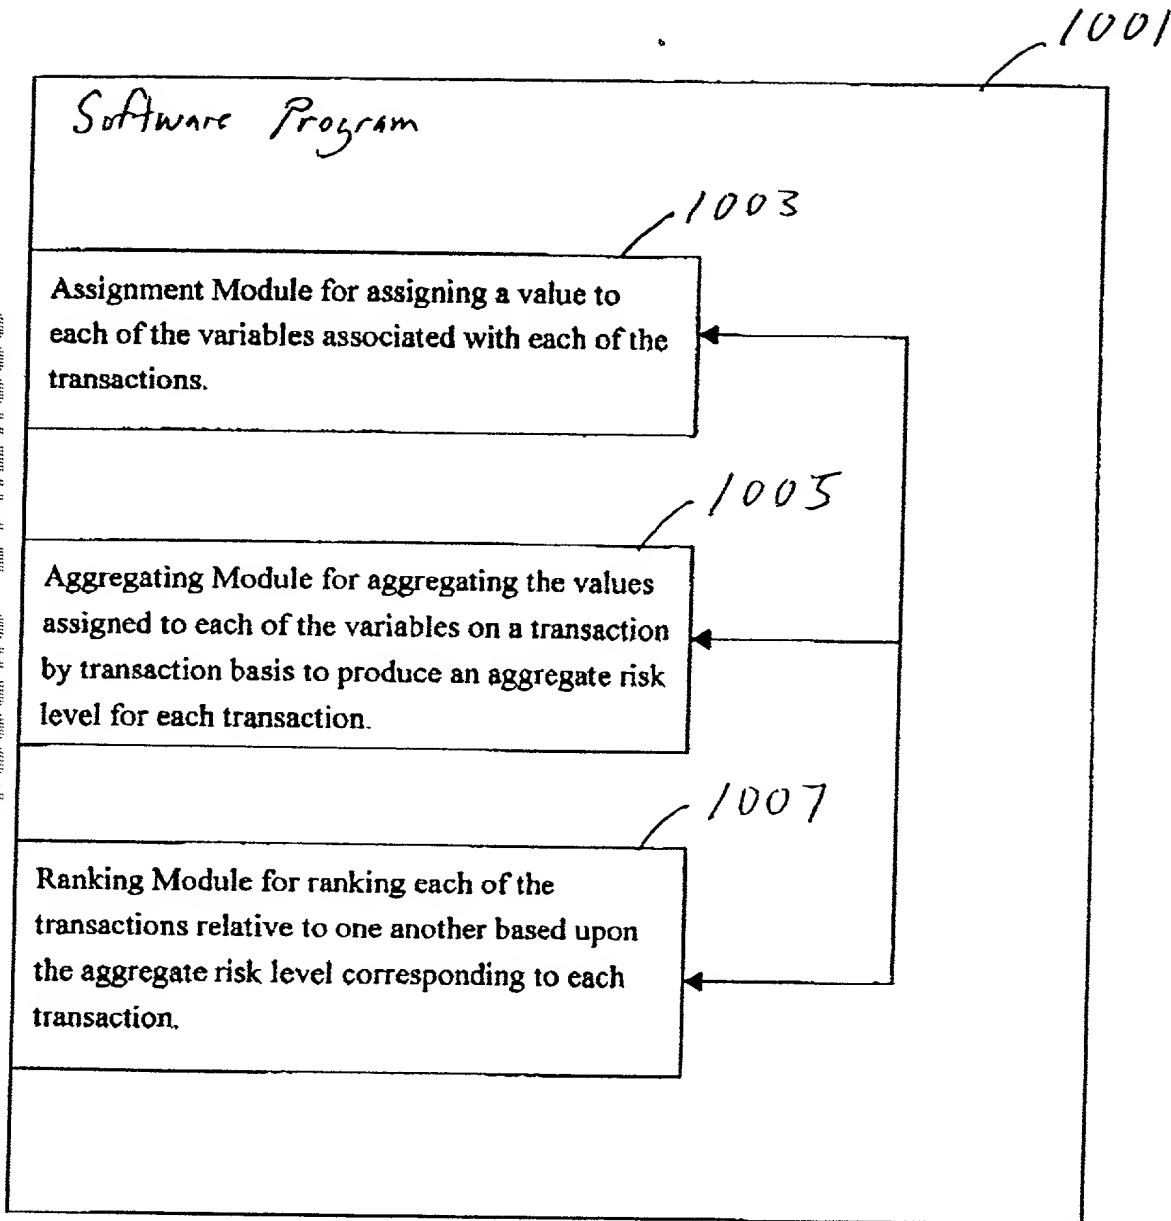 1001
Software Program
1003
Assignment Module for assigning a value to
each of the variables associated with each of the
transactions.
1005
Aggregating Module for aggregating the values
assigned to each of the variables on a transaction
by transaction basis to produce an aggregate risk
level for each transaction.
1007
Ranking Module for ranking each of the
transactions relative to one another based upon
the aggregate risk level corresponding to each
transaction.